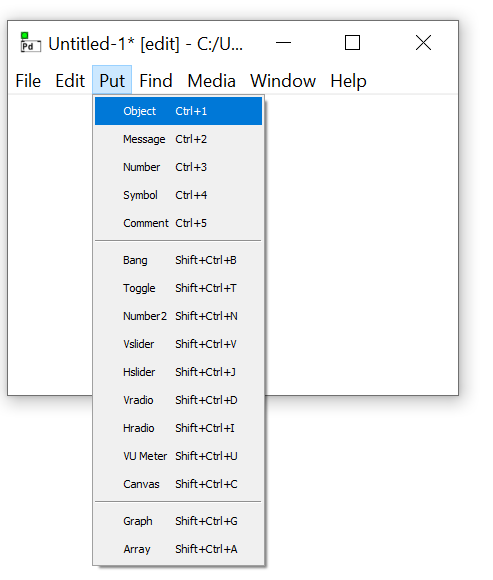 Pd Untitled-1* [edit] - C:/U...
File Edit Put Find Media Window Help
Object Ctrl+1
Message Ctrl+2
Number Ctrl+3
Symbol Ctrl+4
Comment Ctrl+5
Bang Shift+Ctrl+B
Toggle Shift+Ctrl+T
Number2 Shift+Ctrl+N
Vslider Shift+Ctrl+V
Hslider Shift+Ctrl+J
Vradio Shift+Ctrl+D
Hradio Shift+Ctrl+I
VU Meter Shift+Ctrl+U
Canvas Shift+Ctrl+C
Graph Shift+Ctrl+G
Array Shift+Ctrl+A